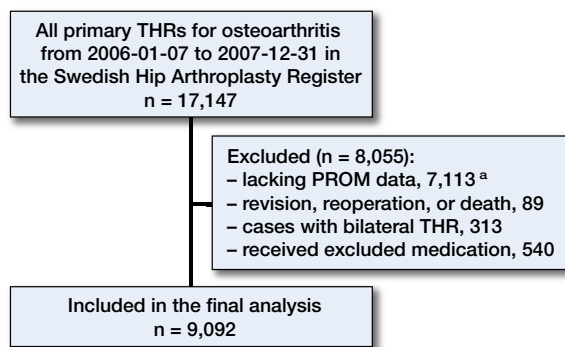 All primary THRs for osteoarthritis
from 2006-01-07 to 2007-12-31 in
the Swedish Hip Arthroplasty Register
n = 17,147
Excluded (n = 8,055):
– lacking PROM data, 7,113 a
– revision, reoperation, or death, 89
– cases with bilateral THR, 313
– received excluded medication, 540
Included in the final analysis
n = 9,092